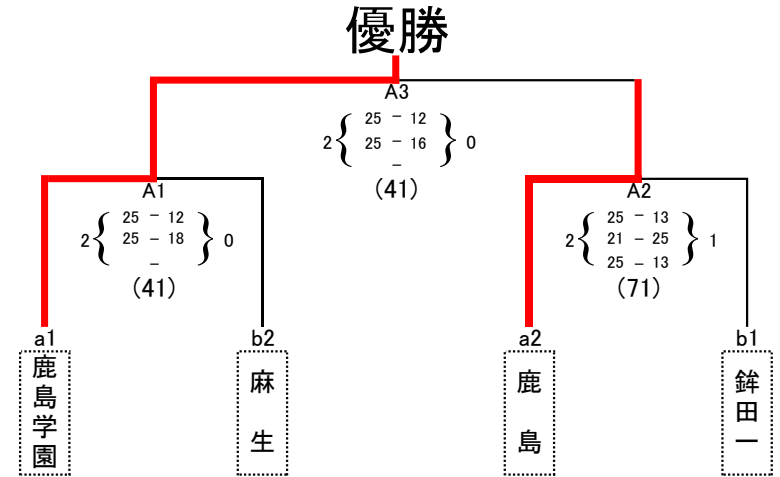 優勝
A3
25 - 12
2 { 25 - 16 } 0
-
(41)
A1
25 - 12
2 { 25 - 18 } 0
-
(41)
A2
25 - 13
2 { 21 - 25 } 1
25 - 13
(71)
a1
鹿島学園
b2
麻生
a2
鹿島
b1
鉾田一